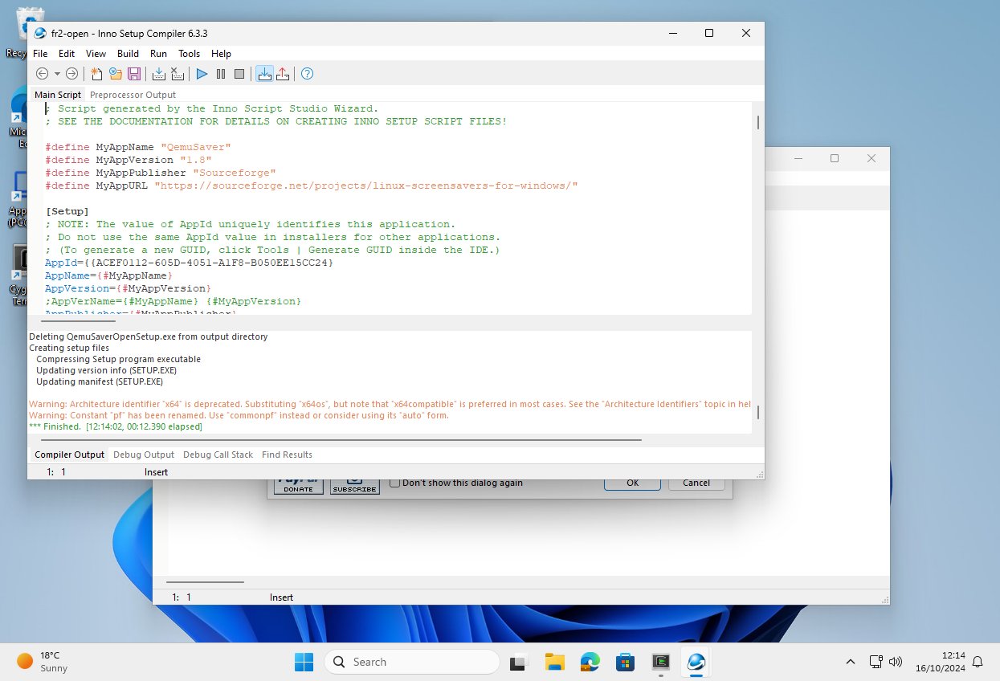 Recy
Mic
Ec
App
(PC
Cyg
Terr
fr2-open - Inno Setup Compiler 6.3.3
File Edit View Build Run Tools Help
Main Script Preprocessor Output
; Script generated by the Inno Script Studio Wizard.
; SEE THE DOCUMENTATION FOR DETAILS ON CREATING INNO SETUP SCRIPT FILES!
#define MyAppName "QemuSaver"
#define MyAppVersion "1.8"
#define MyAppPublisher "Sourceforge"
#define MyAppURL "https://sourceforge.net/projects/linux-screensavers-for-windows/"
[Setup]
; NOTE: The value of AppId uniquely identifies this application.
; Do not use the same AppId value in installers for other applications.
; (To generate a new GUID, click Tools | Generate GUID inside the IDE.)
AppId={{ACEF0112-605D-4051-A1F8-B050EE15CC24}
AppName={#MyAppName}
AppVersion={#MyAppVersion}
;AppVerName={#MyAppName} {#MyAppVersion}
AppPublisher={#MyAppPublisher}
Deleting QemuSaverOpenSetup.exe from output directory
Creating setup files
Compressing Setup program executable
Updating version info (SETUP.EXE)
Updating manifest (SETUP.EXE)
Warning: Architecture identifier "x64" is deprecated. Substituting "x64os", but note that "x64compatible" is preferred in most cases. See the "Architecture Identifiers" topic in hel
Warning: Constant "pf" has been renamed. Use "commonpf" instead or consider using its "auto" form.
*** Finished. [12:14:02, 00:12.390 elapsed]
Compiler Output Debug Output Debug Call Stack Find Results
1: 1 Insert
PayPal
DONATE SUBSCRIBE Don't show this dialog again OK Cancel
1: 1 Insert
18°C
Sunny
Search
12:14
16/10/2024